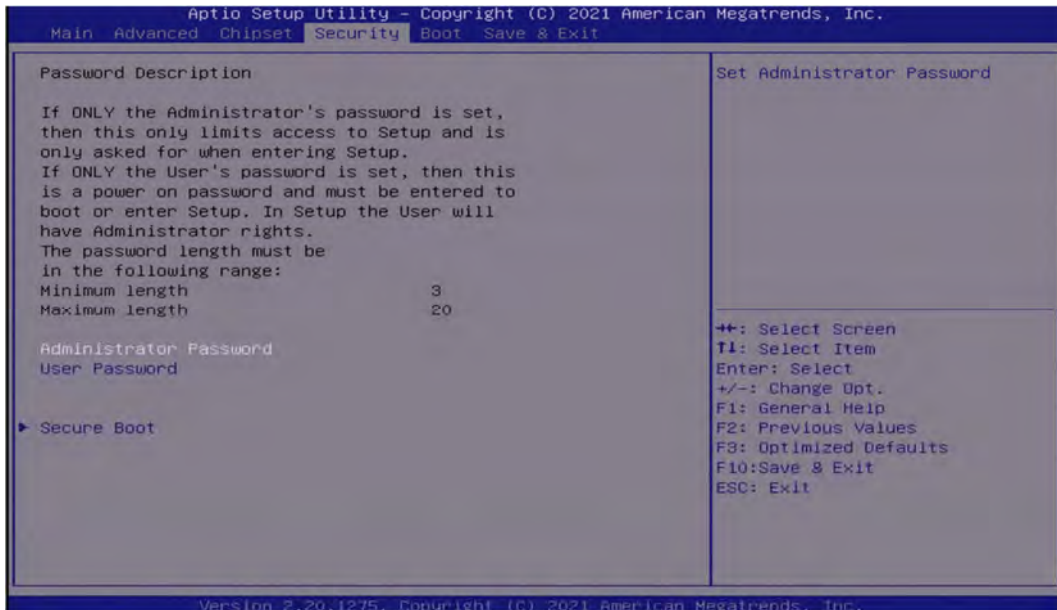 Aptio Setup Utility – Copyright (C) 2021 American Megatrends, Inc.
Main Advanced Chipset Security Boot Save & Exit
Password Description
If ONLY the Administrator's password is set,
then this only limits access to Setup and is
only asked for when entering Setup.
If ONLY the User's password is set, then this
is a power on password and must be entered to
boot or enter Setup. In Setup the User will
have Administrator rights.
The password length must be
in the following range:
Minimum length 3
Maximum length 20
Administrator Password
User Password
► Secure Boot
Set Administrator Password
→←: Select Screen
↑↓: Select Item
Enter: Select
+/-: Change Opt.
F1: General Help
F2: Previous Values
F3: Optimized Defaults
F10:Save & Exit
ESC: Exit
Version 2.20.1275. Copyright (C) 2021 American Megatrends, Inc.